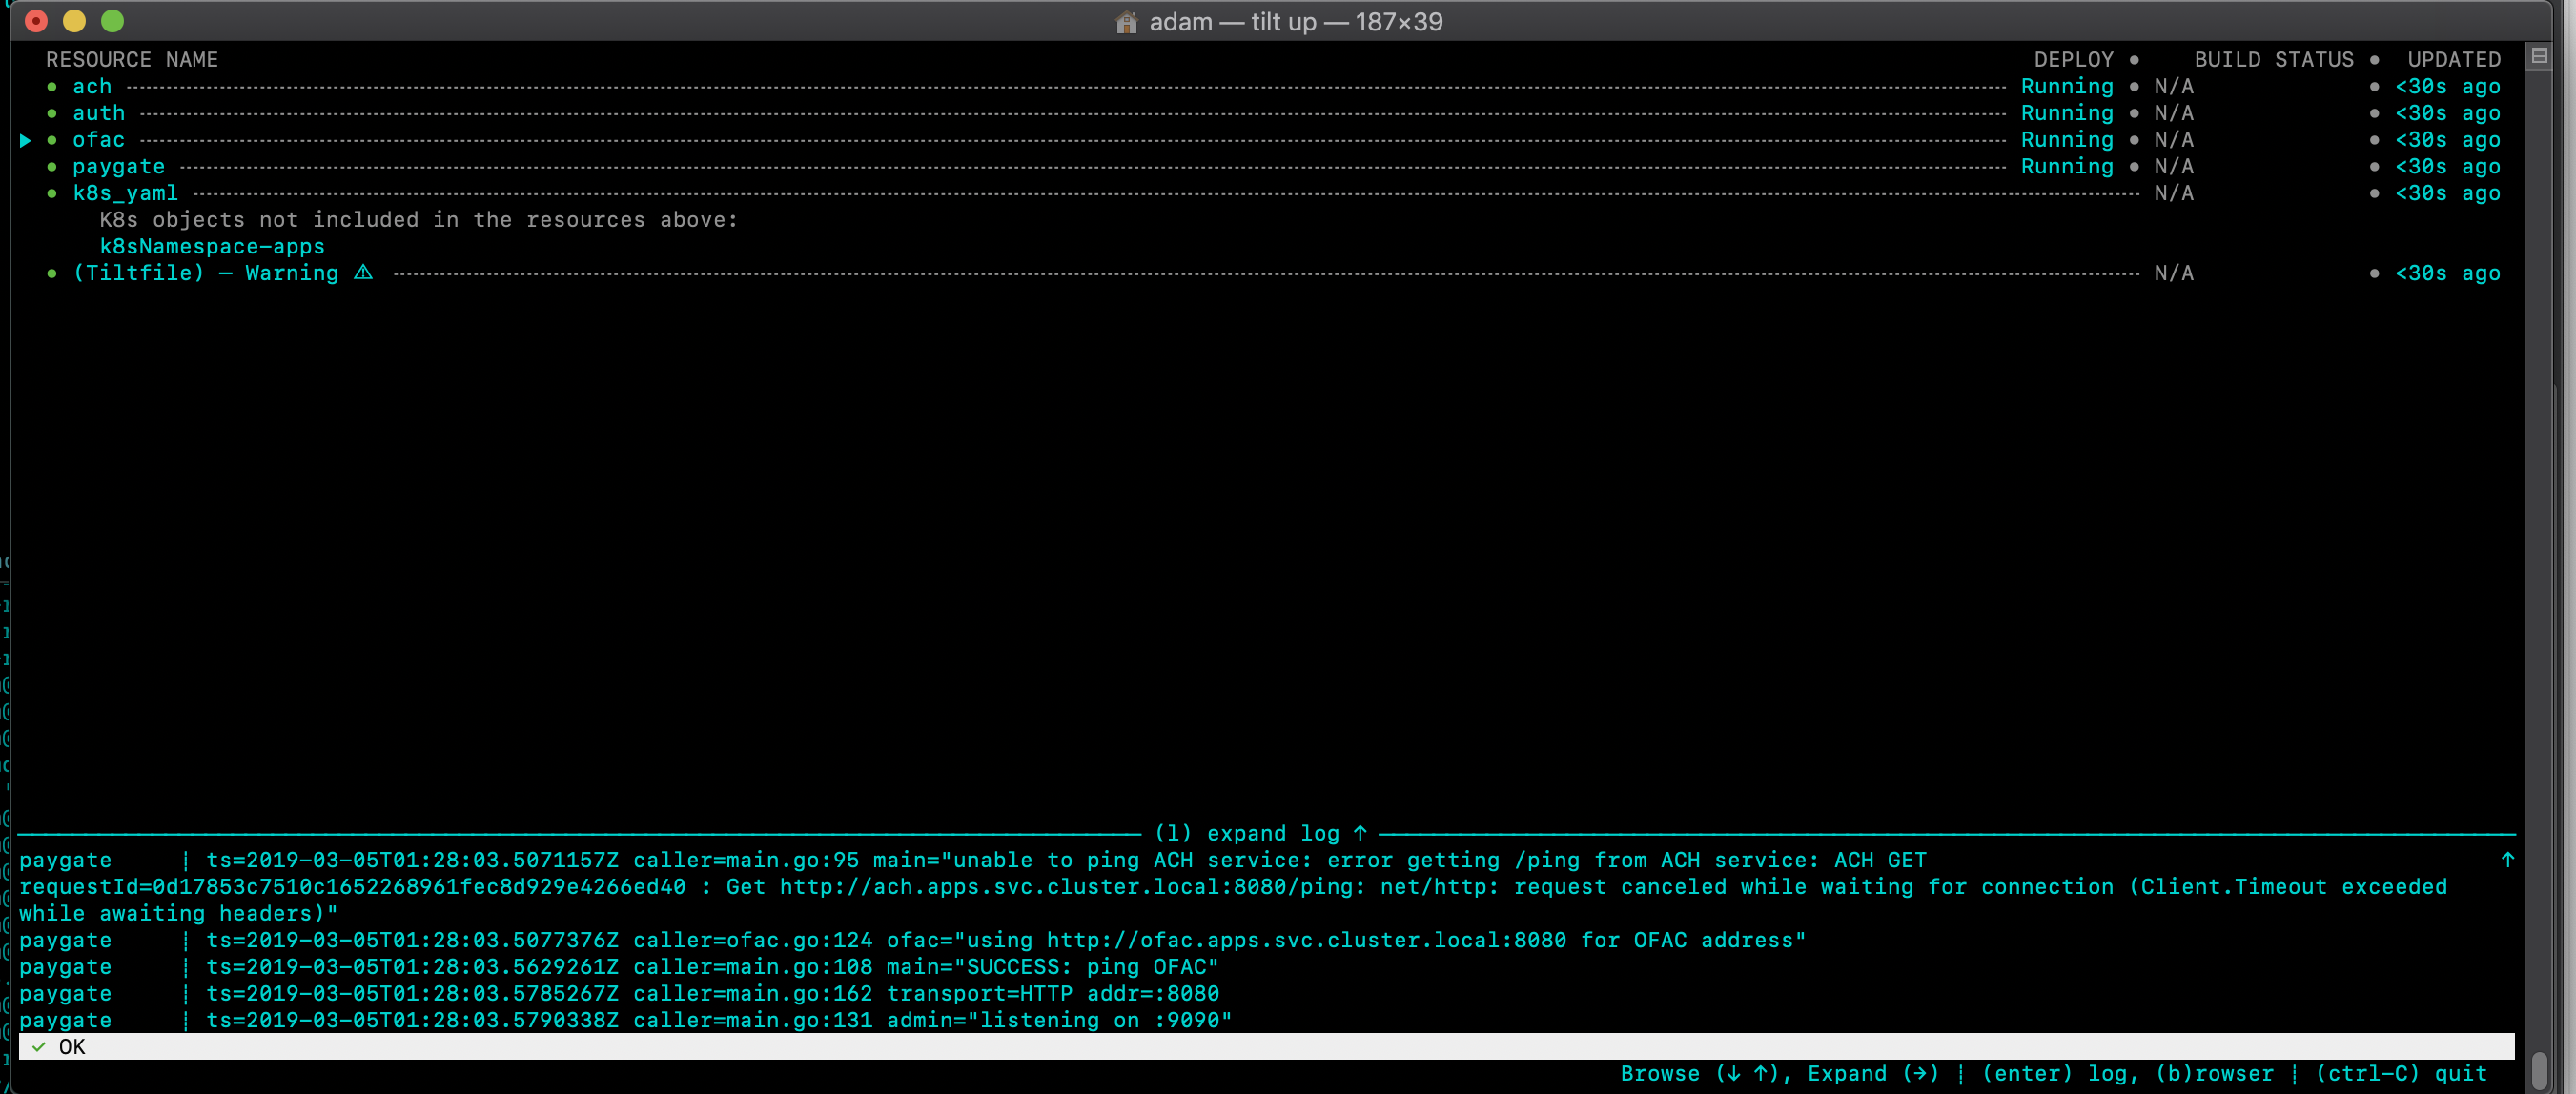 adam — tilt up — 187×39
RESOURCE NAME DEPLOY ● BUILD STATUS ● UPDATED
● ach Running ● N/A ● <30s ago
● auth Running ● N/A ● <30s ago
▶ ● ofac Running ● N/A ● <30s ago
● paygate Running ● N/A ● <30s ago
● k8s_yaml N/A ● <30s ago
K8s objects not included in the resources above:
k8sNamespace-apps
● (Tiltfile) — Warning ⚠ N/A ● <30s ago
(l) expand log ↑
paygate ┊ ts=2019-03-05T01:28:03.5071157Z caller=main.go:95 main="unable to ping ACH service: error getting /ping from ACH service: ACH GET ↑
requestId=0d17853c7510c1652268961fec8d929e4266ed40 : Get http://ach.apps.svc.cluster.local:8080/ping: net/http: request canceled while waiting for connection (Client.Timeout exceeded
while awaiting headers)"
paygate ┊ ts=2019-03-05T01:28:03.5077376Z caller=ofac.go:124 ofac="using http://ofac.apps.svc.cluster.local:8080 for OFAC address"
paygate ┊ ts=2019-03-05T01:28:03.5629261Z caller=main.go:108 main="SUCCESS: ping OFAC"
paygate ┊ ts=2019-03-05T01:28:03.5785267Z caller=main.go:162 transport=HTTP addr=:8080
paygate ┊ ts=2019-03-05T01:28:03.5790338Z caller=main.go:131 admin="listening on :9090"
✓ OK
Browse (↓ ↑), Expand (→) ┊ (enter) log, (b)rowser ┊ (ctrl-C) quit